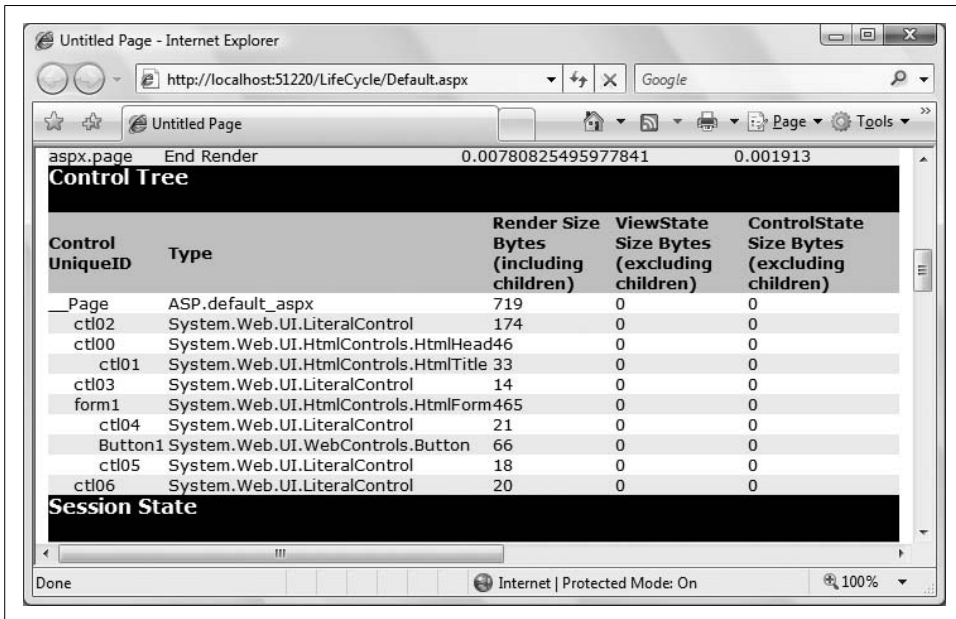 Untitled Page - Internet Explorer
http://localhost:51220/LifeCycle/Default.aspx
Google
Untitled Page
Page
Tools
aspx.page End Render 0.00780825495977841 0.001913
Control Tree
Control UniqueID Type Render Size Bytes (including children) ViewState Size Bytes (excluding children) ControlState Size Bytes (excluding children)
__Page ASP.default_aspx 719 0 0
ctl02 System.Web.UI.LiteralControl 174 0 0
ctl00 System.Web.UI.HtmlControls.HtmlHead46 0 0
ctl01 System.Web.UI.HtmlControls.HtmlTitle 33 0 0
ctl03 System.Web.UI.LiteralControl 14 0 0
form1 System.Web.UI.HtmlControls.HtmlForm465 0 0
ctl04 System.Web.UI.LiteralControl 21 0 0
Button1 System.Web.UI.WebControls.Button 66 0 0
ctl05 System.Web.UI.LiteralControl 18 0 0
ctl06 System.Web.UI.LiteralControl 20 0 0
Session State
Done
Internet | Protected Mode: On
100%